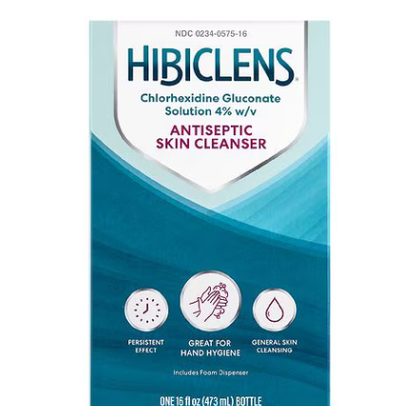 NDC 0234-0575-16
HIBICLENS®
Chlorhexidine Gluconate
Solution 4% w/v
ANTISEPTIC
SKIN CLEANSER
PERSISTENT
EFFECT
GREAT FOR
HAND HYGIENE
GENERAL SKIN
CLEANSING
Includes Foam Dispenser
ONE 16 fl oz (473 mL) BOTTLE